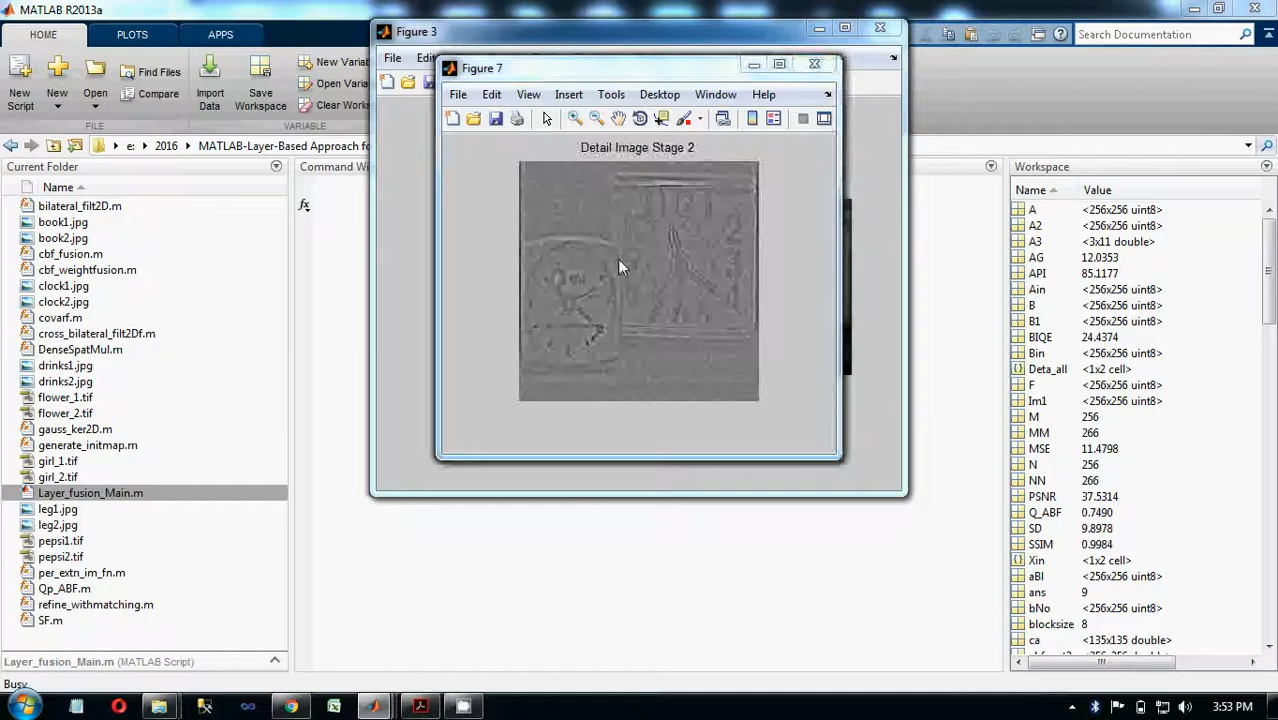 MATLAB R2013a
HOME
PLOTS
APPS
Search Documentation
New Script
New
Open
Find Files
Compare
Import Data
Save Workspace
New Varia
Open Varia
Clear Works
FILE
VARIABLE
e: 2016 MATLAB-Layer-Based Approach fo
Current Folder
Name
bilateral_filt2D.m
book1.jpg
book2.jpg
cbf_fusion.m
cbf_weightfusion.m
clock1.jpg
clock2.jpg
covarf.m
cross_bilateral_filt2Df.m
DenseSpatMul.m
drinks1.jpg
drinks2.jpg
flower_1.tif
flower_2.tif
gauss_ker2D.m
generate_initmap.m
girl_1.tif
girl_2.tif
Layer_fusion_Main.m
leg1.jpg
leg2.jpg
pepsi1.tif
pepsi2.tif
per_extn_im_fn.m
Qp_ABF.m
refine_withmatching.m
SF.m
Layer_fusion_Main.m (MATLAB Script)
Busy
Command Wi
fx
Figure 3
File Edi
Figure 7
File Edit View Insert Tools Desktop Window Help
Detail Image Stage 2
Workspace
Name Value
A <256x256 uint8>
A2 <256x256 uint8>
A3 <3x11 double>
AG 12.0353
API 85.1177
Ain <256x256 uint8>
B <256x256 uint8>
B1 <256x256 uint8>
BIQE 24.4374
Bin <256x256 uint8>
Deta_all <1x2 cell>
F <256x256 uint8>
Im1 <256x256 uint8>
M 256
MM 266
MSE 11.4798
N 256
NN 266
PSNR 37.5314
Q_ABF 0.7490
SD 9.8978
SSIM 0.9984
Xin <1x2 cell>
aBI <256x256 uint8>
ans 9
bNo <256x256 uint8>
blocksize 8
ca <135x135 double>
3:53 PM